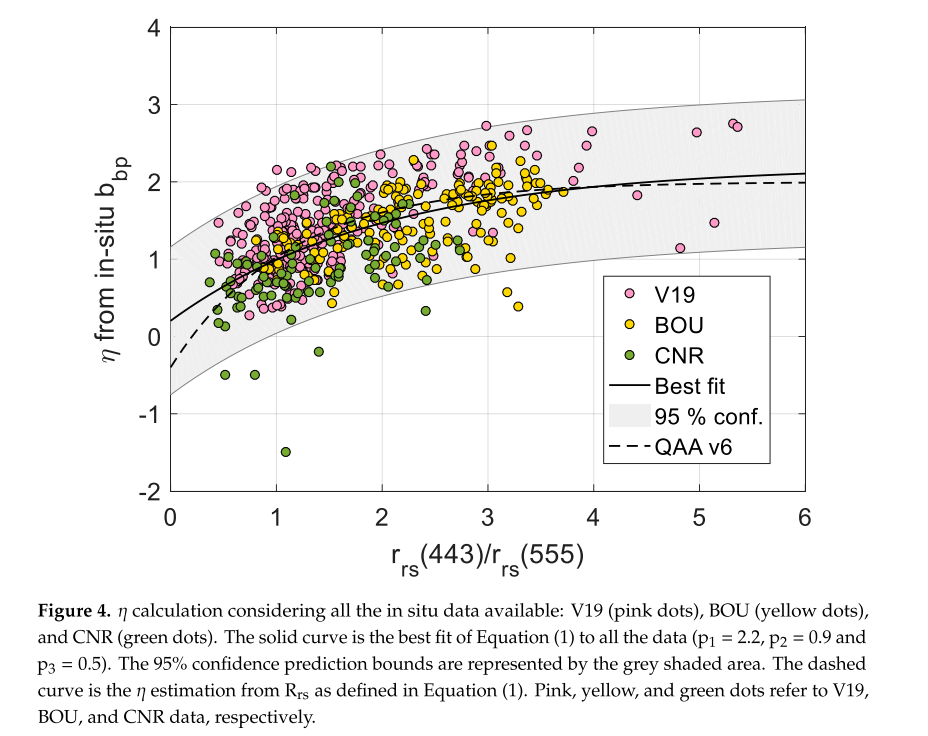 4
3
2
1
0
-1
-2
η from in-situ b_bp
0 1 2 3 4 5 6
r_rs(443)/r_rs(555)
V19
BOU
CNR
Best fit
95 % conf.
QAA v6
Figure 4. η calculation considering all the in situ data available: V19 (pink dots), BOU (yellow dots),
and CNR (green dots). The solid curve is the best fit of Equation (1) to all the data (p₁ = 2.2, p₂ = 0.9 and
p₃ = 0.5). The 95% confidence prediction bounds are represented by the grey shaded area. The dashed
curve is the η estimation from R_rs as defined in Equation (1). Pink, yellow, and green dots refer to V19,
BOU, and CNR data, respectively.